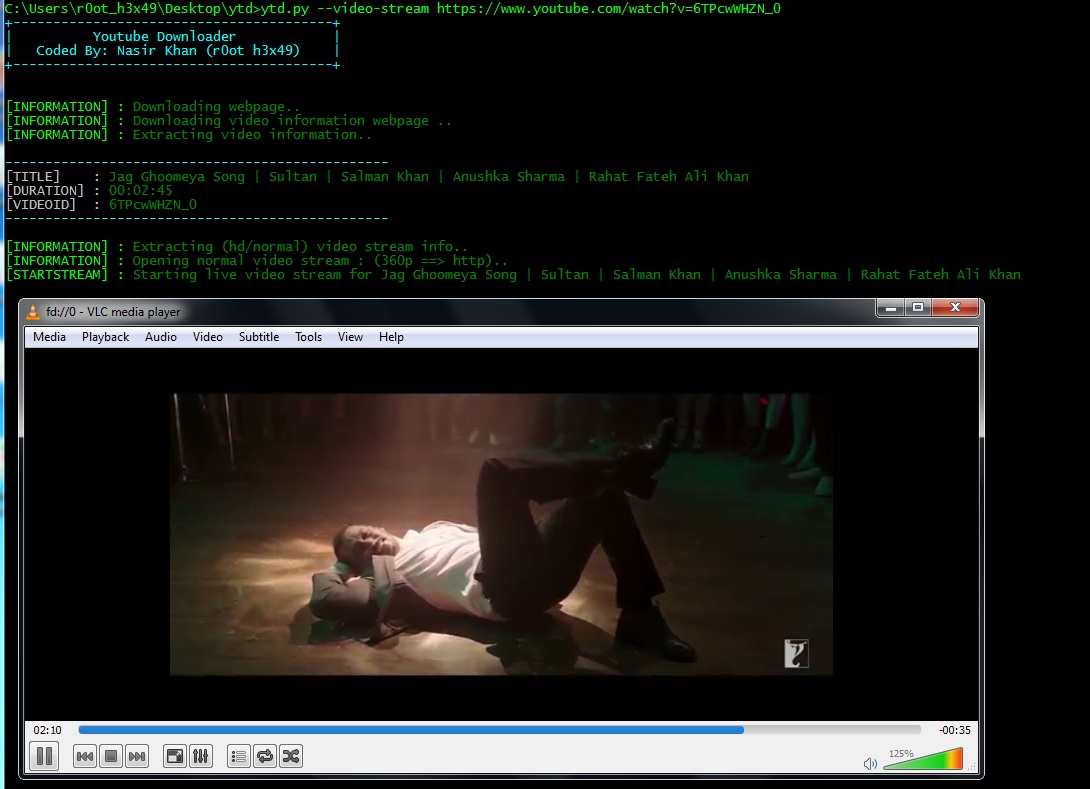 C:\Users\r0ot_h3x49\Desktop\ytd>ytd.py --video-stream https://www.youtube.com/watch?v=6TPcwWHZN_0
+----------------------------------------+
|          Youtube Downloader            |
|   Coded By: Nasir Khan (r0ot h3x49)    |
+----------------------------------------+
[INFORMATION] : Downloading webpage..
[INFORMATION] : Downloading video information webpage ..
[INFORMATION] : Extracting video information..
------------------------------------------------
[TITLE]    : Jag Ghoomeya Song | Sultan | Salman Khan | Anushka Sharma | Rahat Fateh Ali Khan
[DURATION] : 00:02:45
[VIDEOID]  : 6TPcwWHZN_0
------------------------------------------------
[INFORMATION] : Extracting (hd/normal) video stream info..
[INFORMATION] : Opening normal video stream : (360p ==> http)..
[STARTSTREAM] : Starting live video stream for Jag Ghoomeya Song | Sultan | Salman Khan | Anushka Sharma | Rahat Fateh Ali Khan
fd://0 - VLC media player
Media Playback Audio Video Subtitle Tools View Help
02:10 -00:35
125%